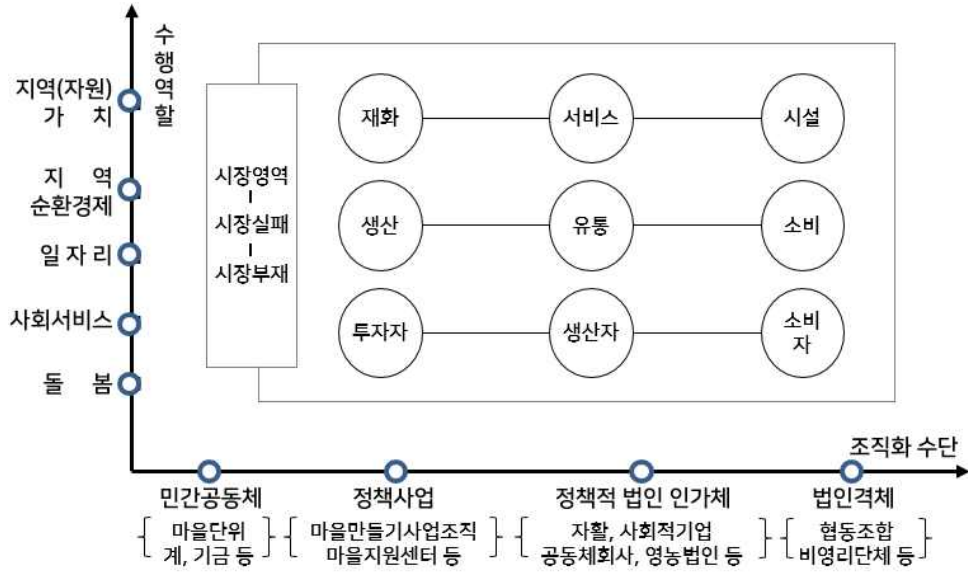 수
행
역
할
지역(자원)
가 치
지 역
순환경제
일 자 리
사회서비스
돌 봄
시장영역
시장실패
시장부재
재화
서비스
시설
생산
유통
소비
투자자
생산자
소비
자
조직화 수단
민간공동체
정책사업
정책적 법인 인가체
법인격체
마을단위
계, 기금 등
마을만들기사업조직
마을지원센터 등
자활, 사회적기업
공동체회사, 영농법인 등
협동조합
비영리단체 등